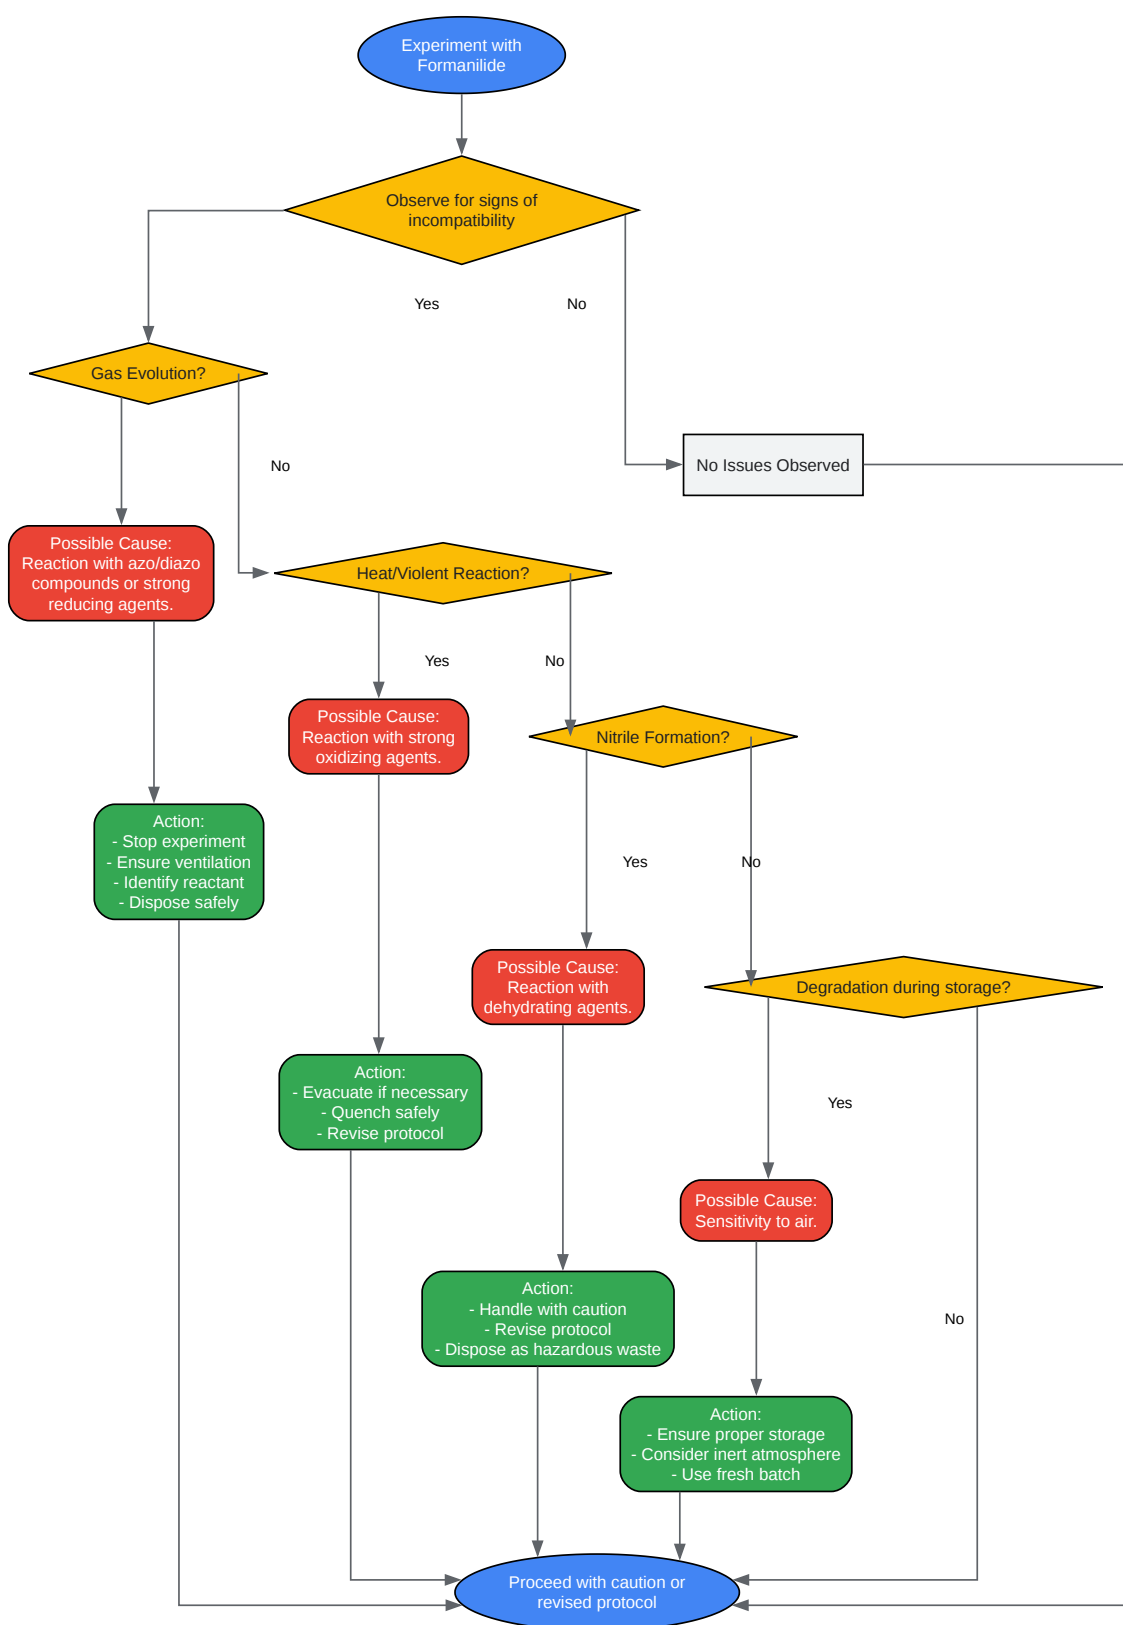 Experiment with
Formanilide
Observe for signs of
incompatibility
Yes
No
Gas Evolution?
No
No Issues Observed
Possible Cause:
Reaction with azo/diazo
compounds or strong
reducing agents.
Heat/Violent Reaction?
Yes
No
Possible Cause:
Reaction with strong
oxidizing agents.
Nitrile Formation?
Action:
- Stop experiment
- Ensure ventilation
- Identify reactant
- Dispose safely
Yes
No
Possible Cause:
Reaction with
dehydrating agents.
Degradation during storage?
Action:
- Evacuate if necessary
- Quench safely
- Revise protocol
Yes
Possible Cause:
Sensitivity to air.
Action:
- Handle with caution
- Revise protocol
- Dispose as hazardous waste
No
Action:
- Ensure proper storage
- Consider inert atmosphere
- Use fresh batch
Proceed with caution or
revised protocol